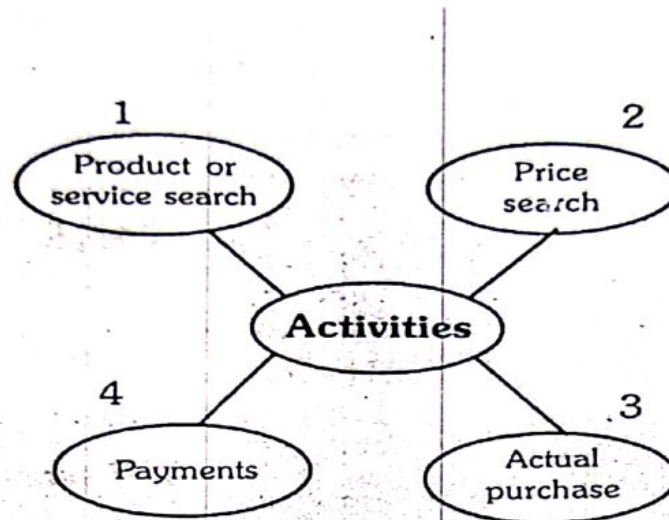 1
Product or
service search
2
Price
search
Activities
4
Payments
3
Actual
purchase